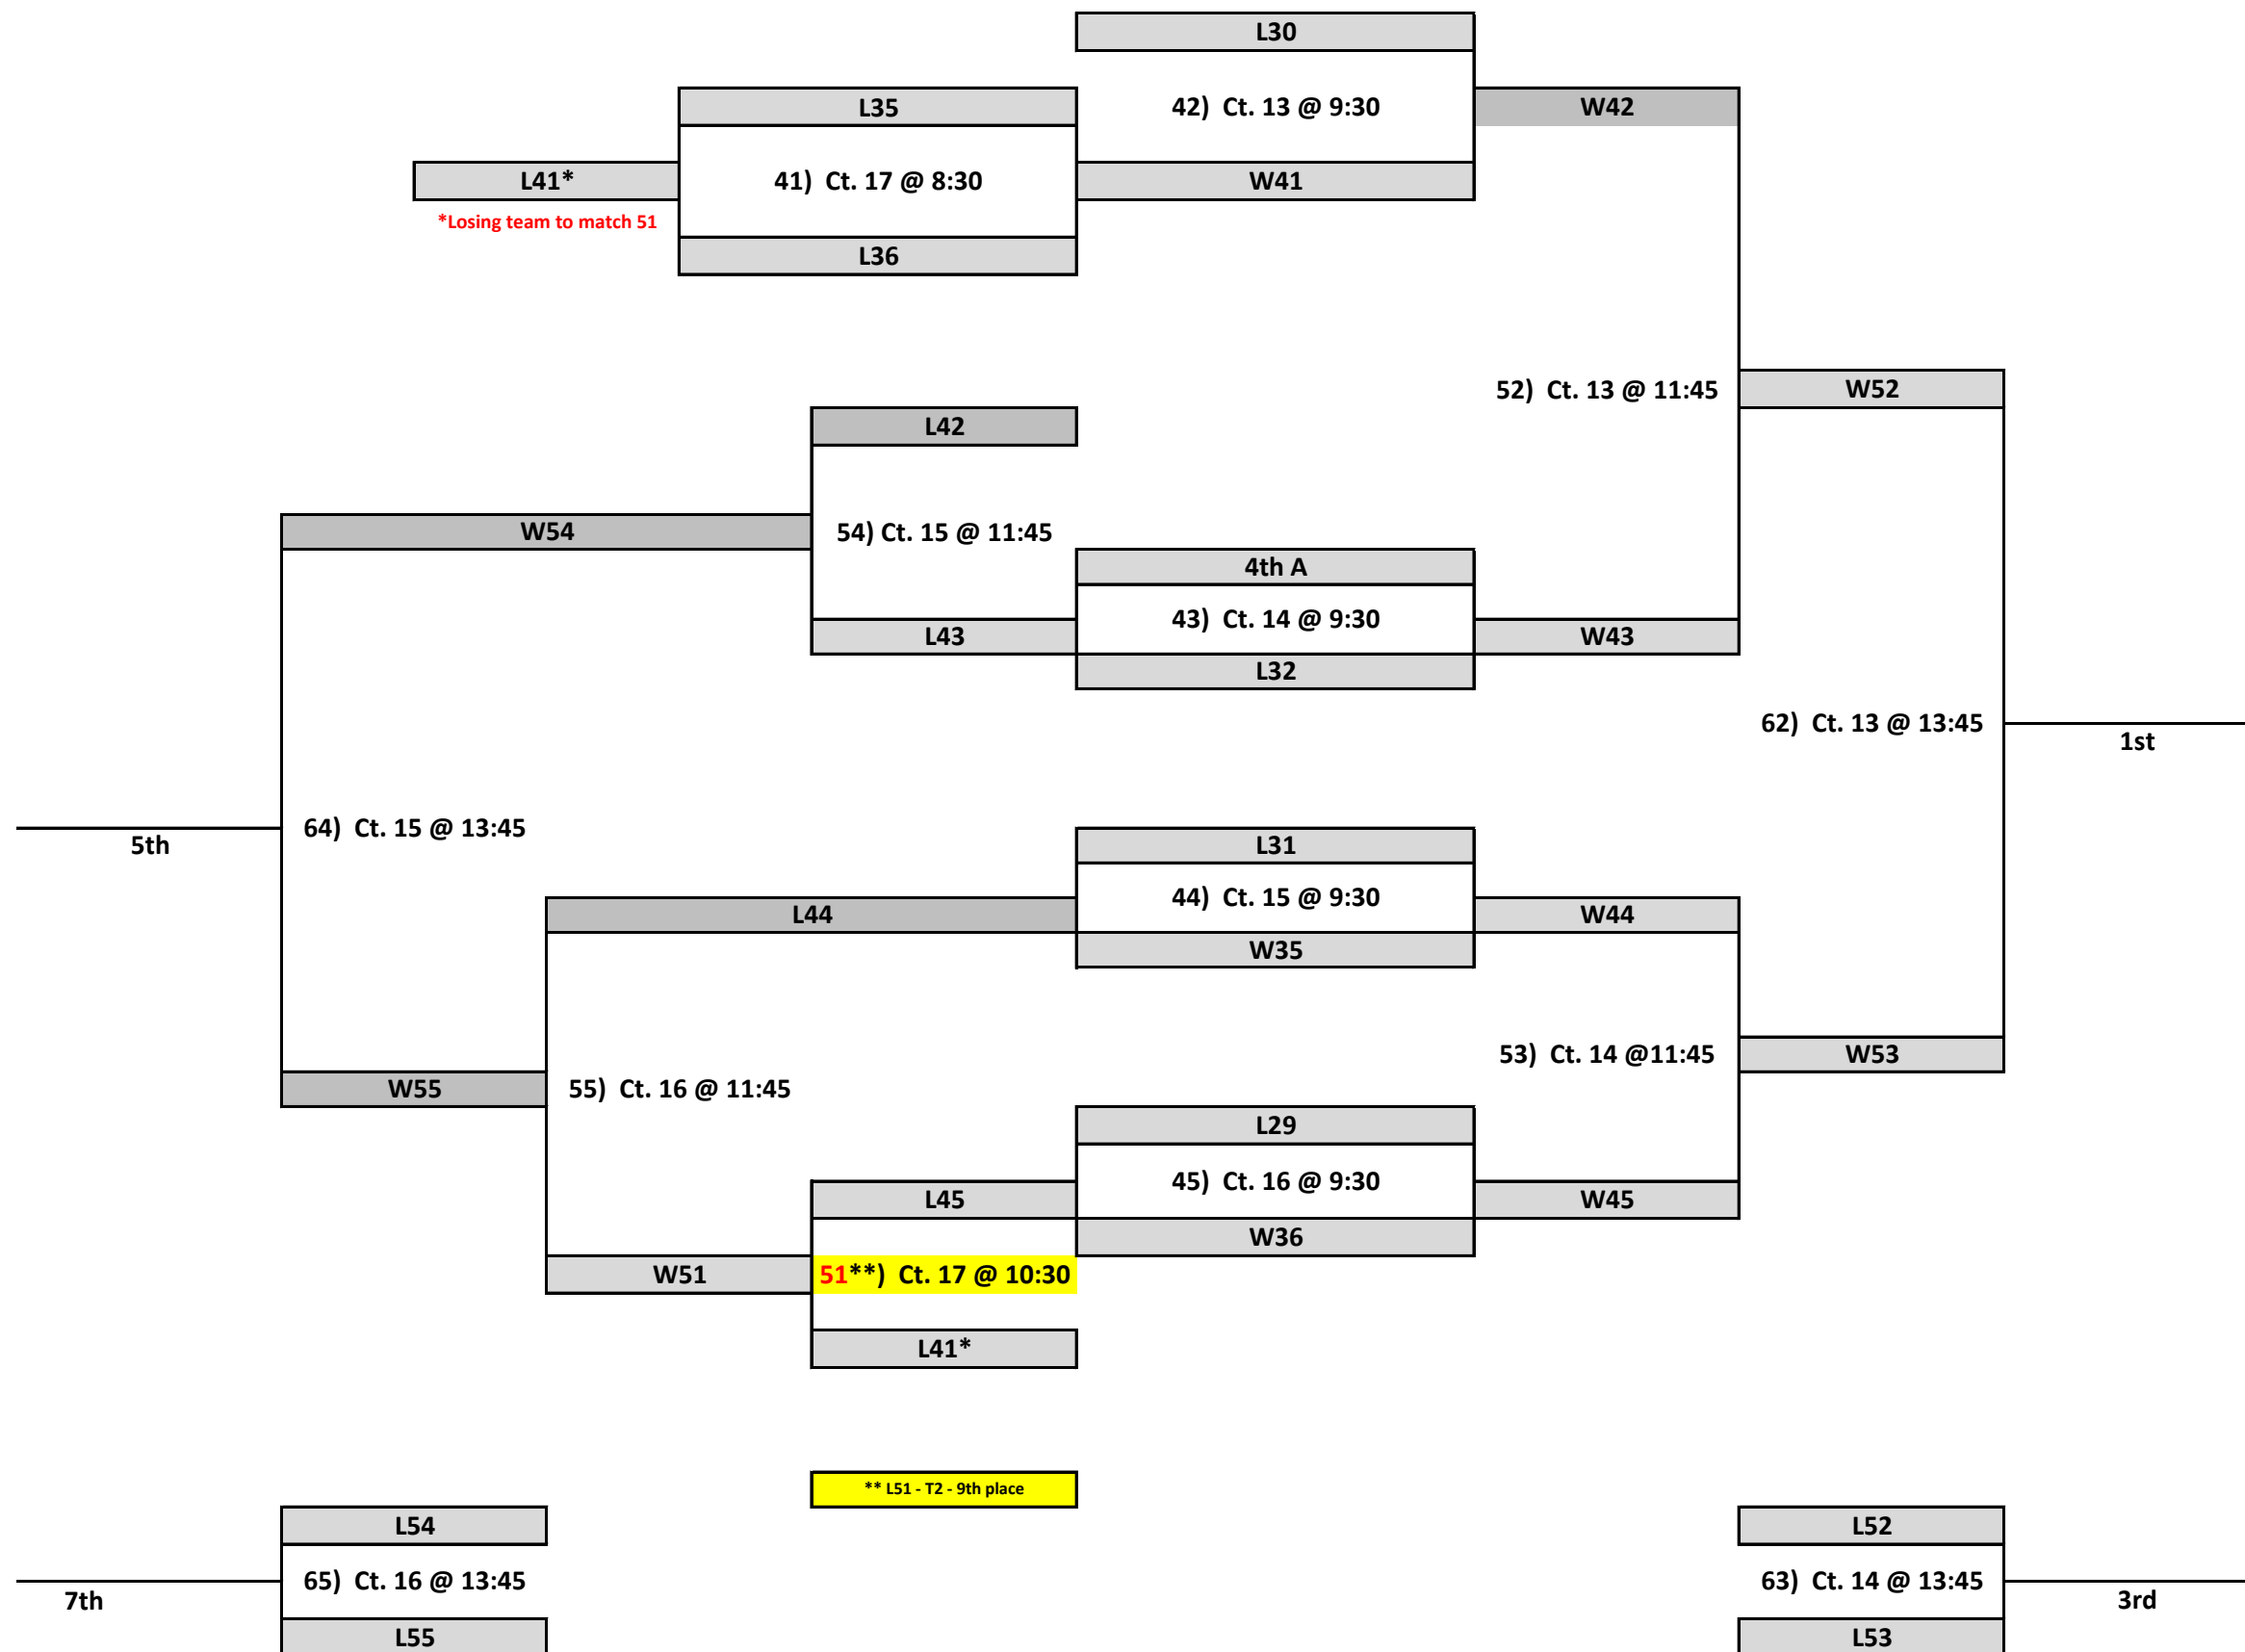 L30
L35
42)  Ct. 13 @ 9:30
W42
L41*
41)  Ct. 17 @ 8:30
W41
*Losing team to match 51
L36
52)  Ct. 13 @ 11:45
W52
L42
W54
54) Ct. 15 @ 11:45
4th A
43)  Ct. 14 @ 9:30
L43
W43
L32
62)  Ct. 13 @ 13:45
1st
64)  Ct. 15 @ 13:45
5th
L31
44)  Ct. 15 @ 9:30
L44
W44
W35
53)  Ct. 14 @11:45
W53
W55
55)  Ct. 16 @ 11:45
L29
45)  Ct. 16 @ 9:30
L45
W45
W36
W51
51**)  Ct. 17 @ 10:30
L41*
** L51 - T2 - 9th place
L54
L52
65)  Ct. 16 @ 13:45
63)  Ct. 14 @ 13:45
7th
3rd
L55
L53